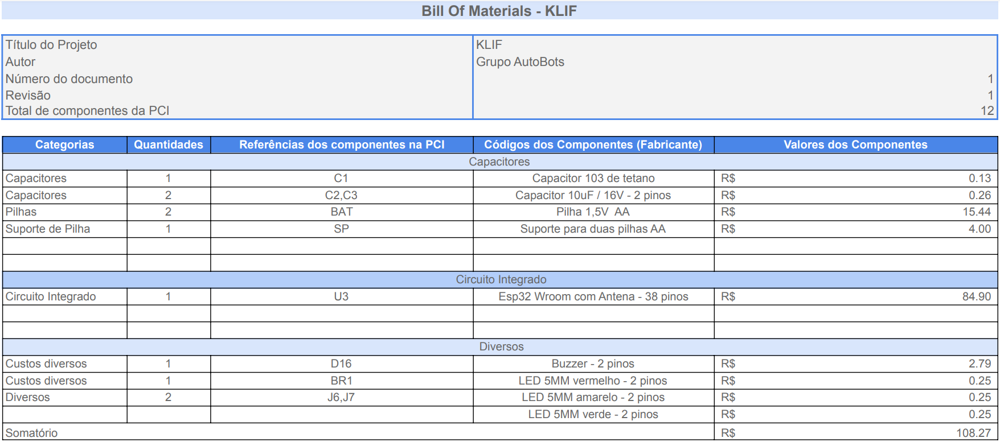 Bill Of Materials - KLIF
Título do Projeto KLIF
Autor Grupo AutoBots
Número do documento 1
Revisão 1
Total de componentes da PCI 12
Categorias Quantidades Referências dos componentes na PCI Códigos dos Componentes (Fabricante) Valores dos Componentes
Capacitores
Capacitores 1 C1 Capacitor 103 de tetano R$ 0.13
Capacitores 2 C2,C3 Capacitor 10uF / 16V - 2 pinos R$ 0.26
Pilhas 2 BAT Pilha 1,5V AA R$ 15.44
Suporte de Pilha 1 SP Suporte para duas pilhas AA R$ 4.00
Circuito Integrado
Circuito Integrado 1 U3 Esp32 Wroom com Antena - 38 pinos R$ 84.90
Diversos
Custos diversos 1 D16 Buzzer - 2 pinos R$ 2.79
Custos diversos 1 BR1 LED 5MM vermelho - 2 pinos R$ 0.25
Diversos 2 J6,J7 LED 5MM amarelo - 2 pinos R$ 0.25
LED 5MM verde - 2 pinos R$ 0.25
Somatório R$ 108.27